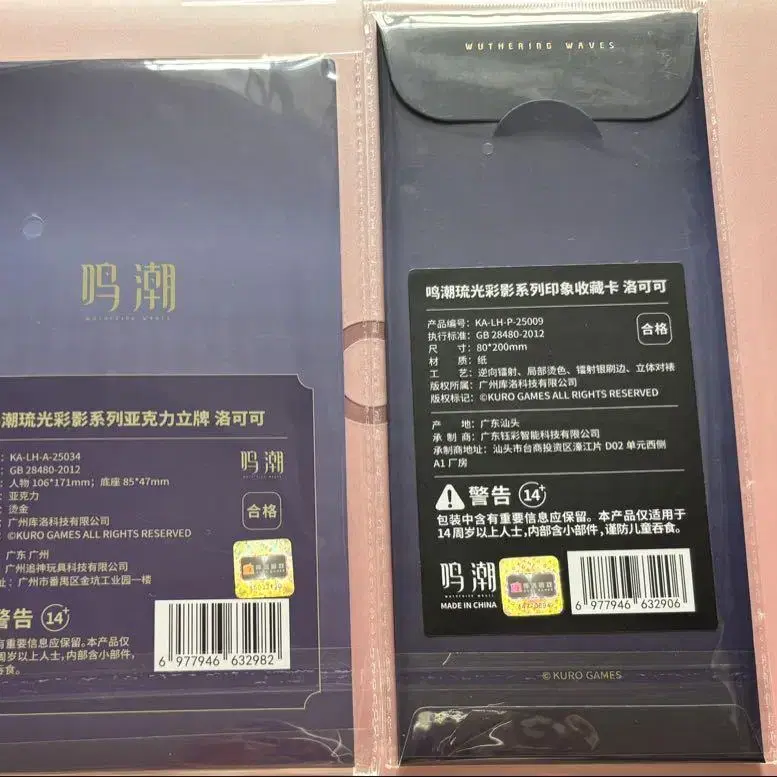 鸣潮
WUTHERING WAVES
潮琉光彩影系列亚克力立牌 洛可可
：KA-LH-A-25034
：GB 28480-2012
：人物 106*171mm；底座 85*47mm
：亚克力
：烫金
：广州库洛科技有限公司
：©KURO GAMES ALL RIGHTS RESERVED
鸣潮
合格
：广东 广州
：广州追神玩具科技有限公司
址：广州市番禺区金坑工业园一楼
库洛游戏
警告 14+
有重要信息应保留。本产品仅
周岁以上人士，内部含小部件，
吞食。
6 977946 632982
WUTHERING WAVES
鸣潮琉光彩影系列印象收藏卡 洛可可
产品编号：KA-LH-P-25009
执行标准：GB 28480-2012
尺 寸：80*200mm
材 质：纸
工 艺：逆向镭射、局部烫色、镭射银刷边、立体对裱
版权所属：广州库洛科技有限公司
版权标记：©KURO GAMES ALL RIGHTS RESERVED
合格
产 地：广东汕头
承 制 商：广东钰彩智能科技有限公司
承制商地址：汕头市台商投资区濠江片 D02 单元西侧
A1 厂房
警告 14+
包装中含有重要信息应保留。本产品仅适用于
14 周岁以上人士，内部含小部件，谨防儿童吞食。
鸣潮
WUTHERING WAVES
MADE IN CHINA
库洛游戏
6 977946 632906
© KURO GAMES